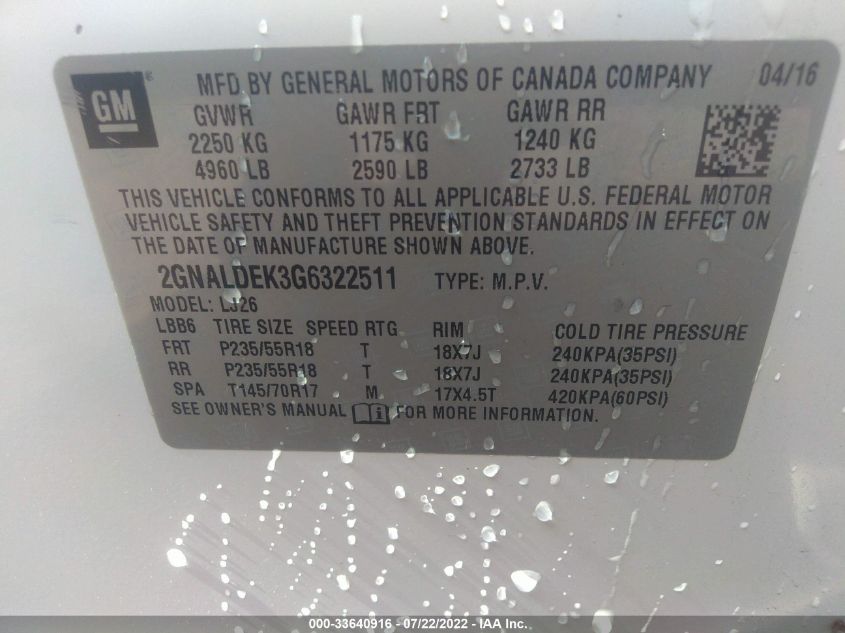 GM ® MFD BY GENERAL MOTORS OF CANADA COMPANY 04/16
GVWR GAWR FRT GAWR RR
2250 KG 1175 KG 1240 KG
4960 LB 2590 LB 2733 LB
THIS VEHICLE CONFORMS TO ALL APPLICABLE U.S. FEDERAL MOTOR
VEHICLE SAFETY AND THEFT PREVENTION STANDARDS IN EFFECT ON
THE DATE OF MANUFACTURE SHOWN ABOVE.
2GNALDEK3G6322511 TYPE: M.P.V.
MODEL: LJ26
LBB6 TIRE SIZE SPEED RTG RIM COLD TIRE PRESSURE
FRT P235/55R18 T 18X7J 240KPA(35PSI)
RR P235/55R18 T 18X7J 240KPA(35PSI)
SPA T145/70R17 M 17X4.5T 420KPA(60PSI)
SEE OWNER'S MANUAL FOR MORE INFORMATION.
000-33640916 - 07/22/2022 - IAA Inc.